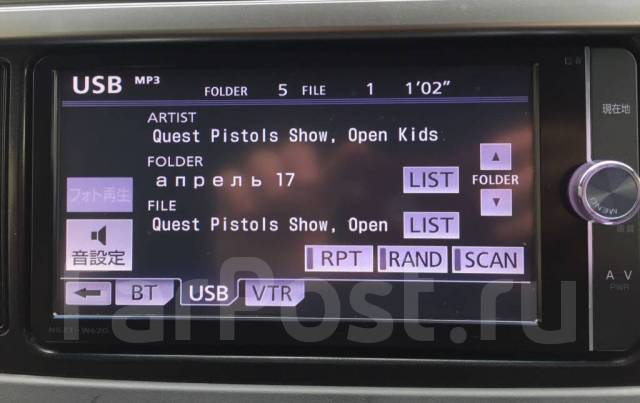 USB MP3 FOLDER 5 FILE 1 1'02"
ARTIST
Quest Pistols Show, Open Kids
FOLDER
апрель 17
LIST
FOLDER
フォト再生
FILE
Quest Pistols Show, Open
LIST
音設定
RPT RAND SCAN
BT USB VTR
NSZT-W62G
現在地
MENU
A V
PWR
FarPost.ru